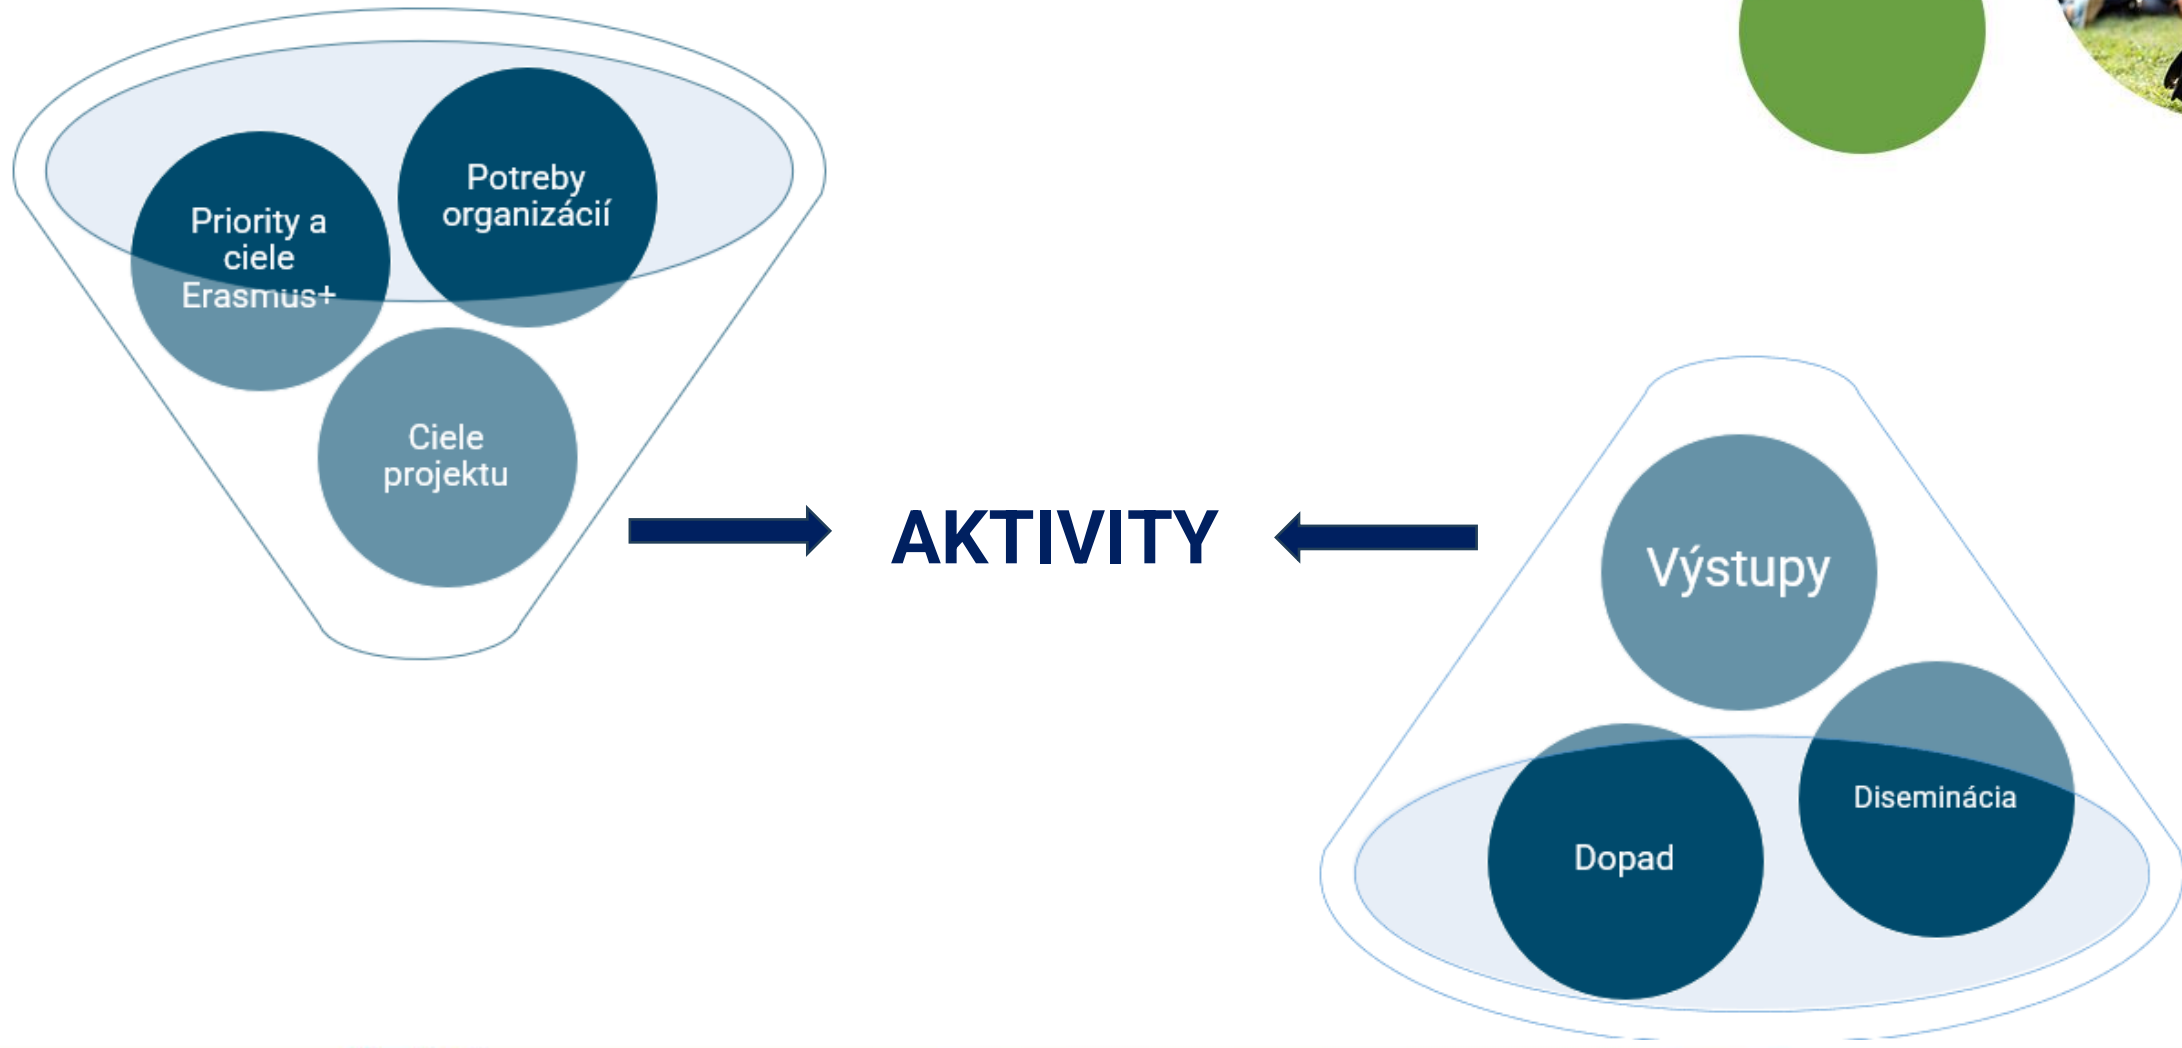 Potreby
organizácií
Priority a
ciele
Erasmus+
Ciele
projektu
AKTIVITY
Výstupy
Diseminácia
Dopad